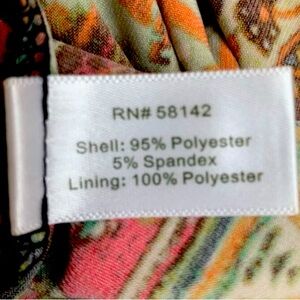 RN# 58142
Shell: 95% Polyester
5% Spandex
Lining: 100% Polyester